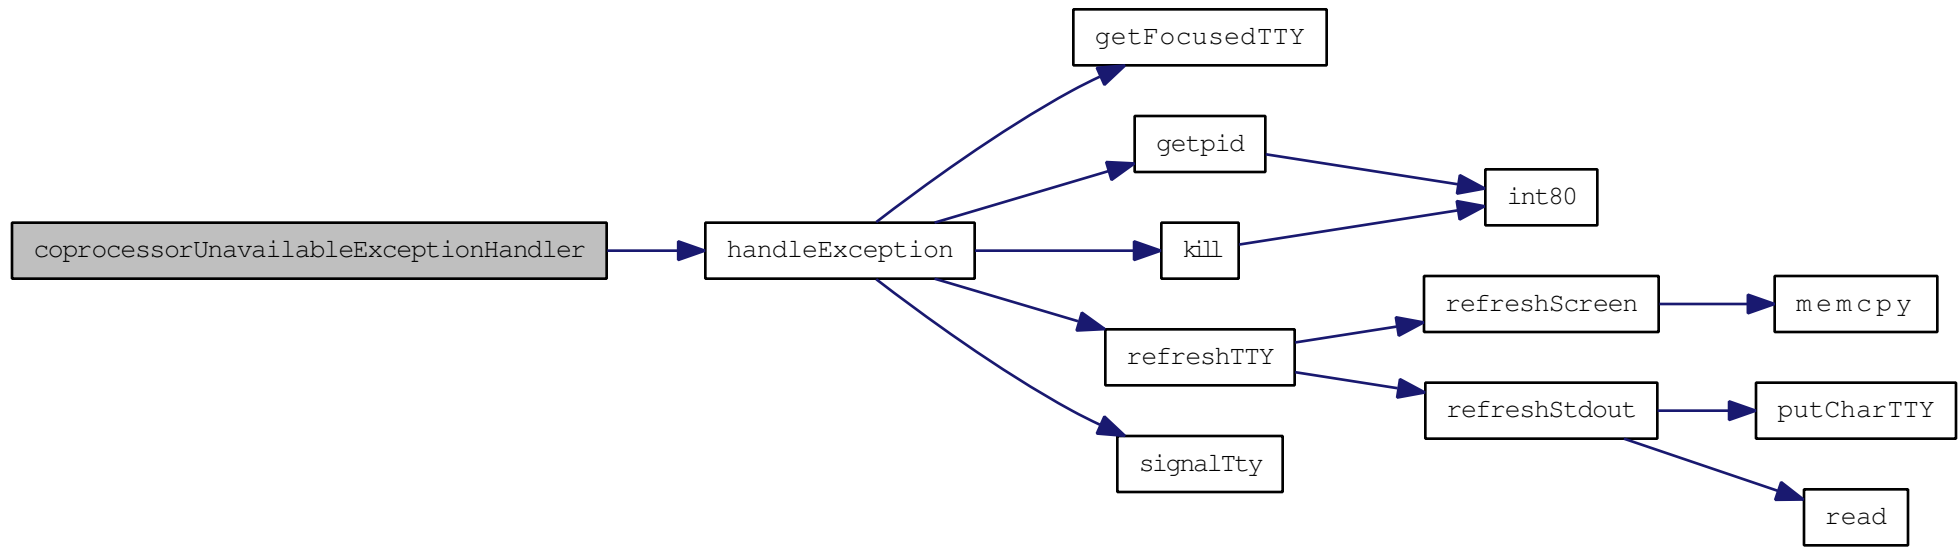 getFocusedTTY
getpid
int80
coprocessorUnavailableExceptionHandler
handleException
kill
refreshScreen
memcpy
refreshTTY
refreshStdout
putCharTTY
signalTty
read